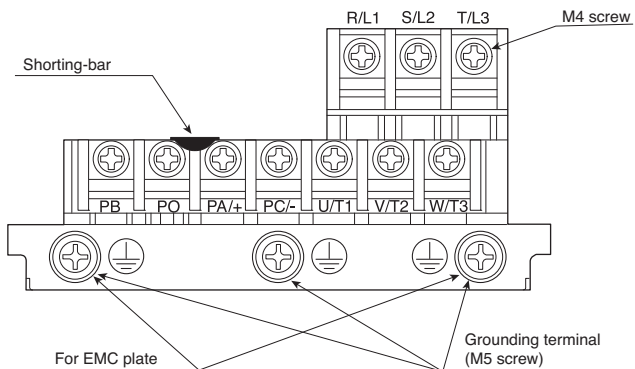 R/L1 S/L2 T/L3
M4 screw
Shorting-bar
PB PO PA/+ PC/- U/T1 V/T2 W/T3
For EMC plate
Grounding terminal
(M5 screw)